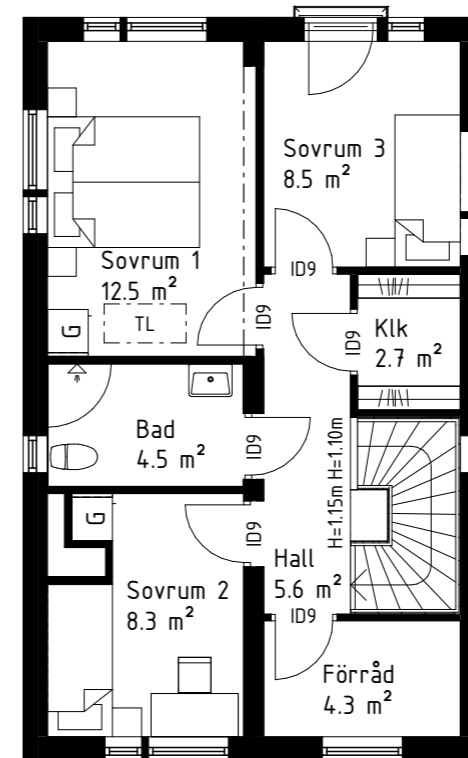 Sovrum 3
8.5 m²
Sovrum 1
12.5 m²
ID9
G
TL
ID9
ID9
ID9
Klk
2.7 m²
Bad
4.5 m²
ID9
H=1.15m H=1.10m
G
ID9
Hall
5.6 m²
Sovrum 2
8.3 m²
ID9
Förråd
4.3 m²